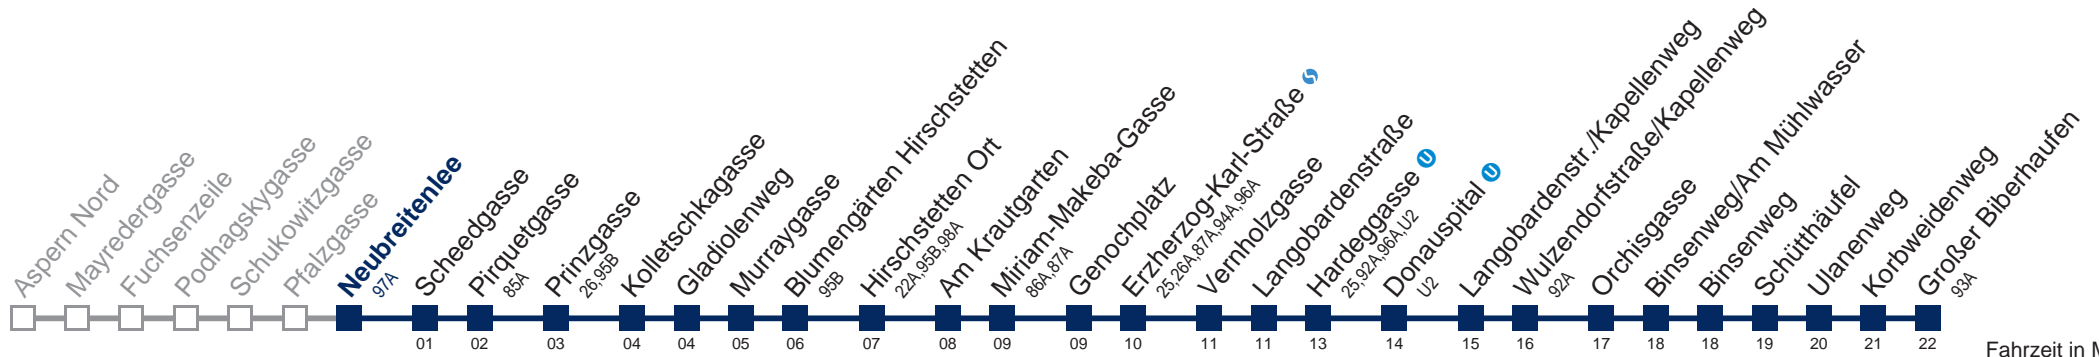 Aspern Nord
Mayredergasse
Fuchsenzeile
Podhagskygasse
Schukowitzgasse
Pfalzgasse
Neubreitenlee
97A
Scheedgasse
Pirquetgasse
85A
Prinzgasse
26,95B
Kolletschkagasse
Gladiolenweg
Murraygasse
Blumengärten Hirschstetten
95B
Hirschstetten Ort
22A,95B,98A
Am Krautgarten
Miriam-Makeba-Gasse
86A,87A
Genochplatz
Erzherzog-Karl-Straße S
25,26A,87A,94A,96A
Vernholzgasse
Langobardenstraße
Hardeggasse U
25,92A,96A,U2
Donauspital U
U2
Langobardenstr./Kapellenweg
Wulzendorfstraße/Kapellenweg
92A
Orchisgasse
Binsenweg/Am Mühlwasser
Binsenweg
Schütthäufel
Ulanenweg
Korbweidenweg
Großer Biberhaufen
93A
01 02 03 04 04 05 06 07 08 09 09 10 11 11 13 14 15 16 17 18 18 19 20 21 22
Fahrzeit in M